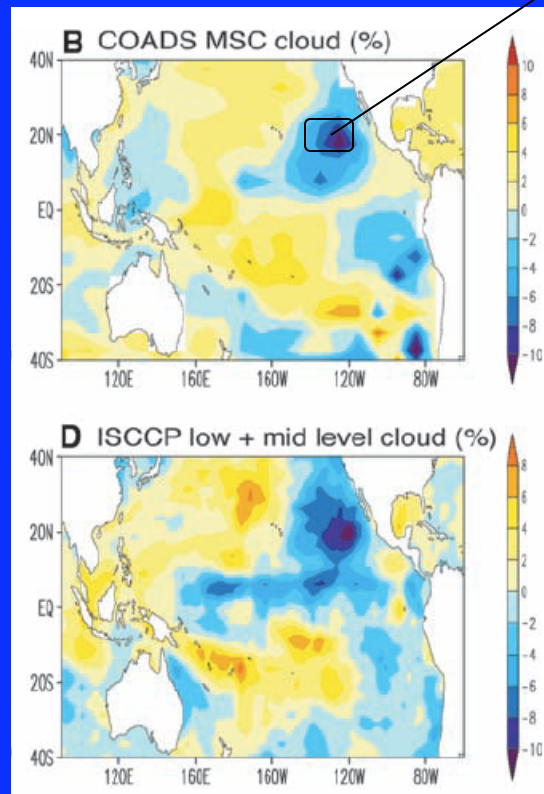 B COADS MSC cloud (%)
40N
20N
EQ
20S
40S
120E 160E 160W 120W 80W
10
8
6
4
2
0
-2
-4
-6
-8
-10
D ISCCP low + mid level cloud (%)
40N
20N
EQ
20S
40S
120E 160E 160W 120W 80W
8
6
4
2
0
-2
-4
-6
-8
-10